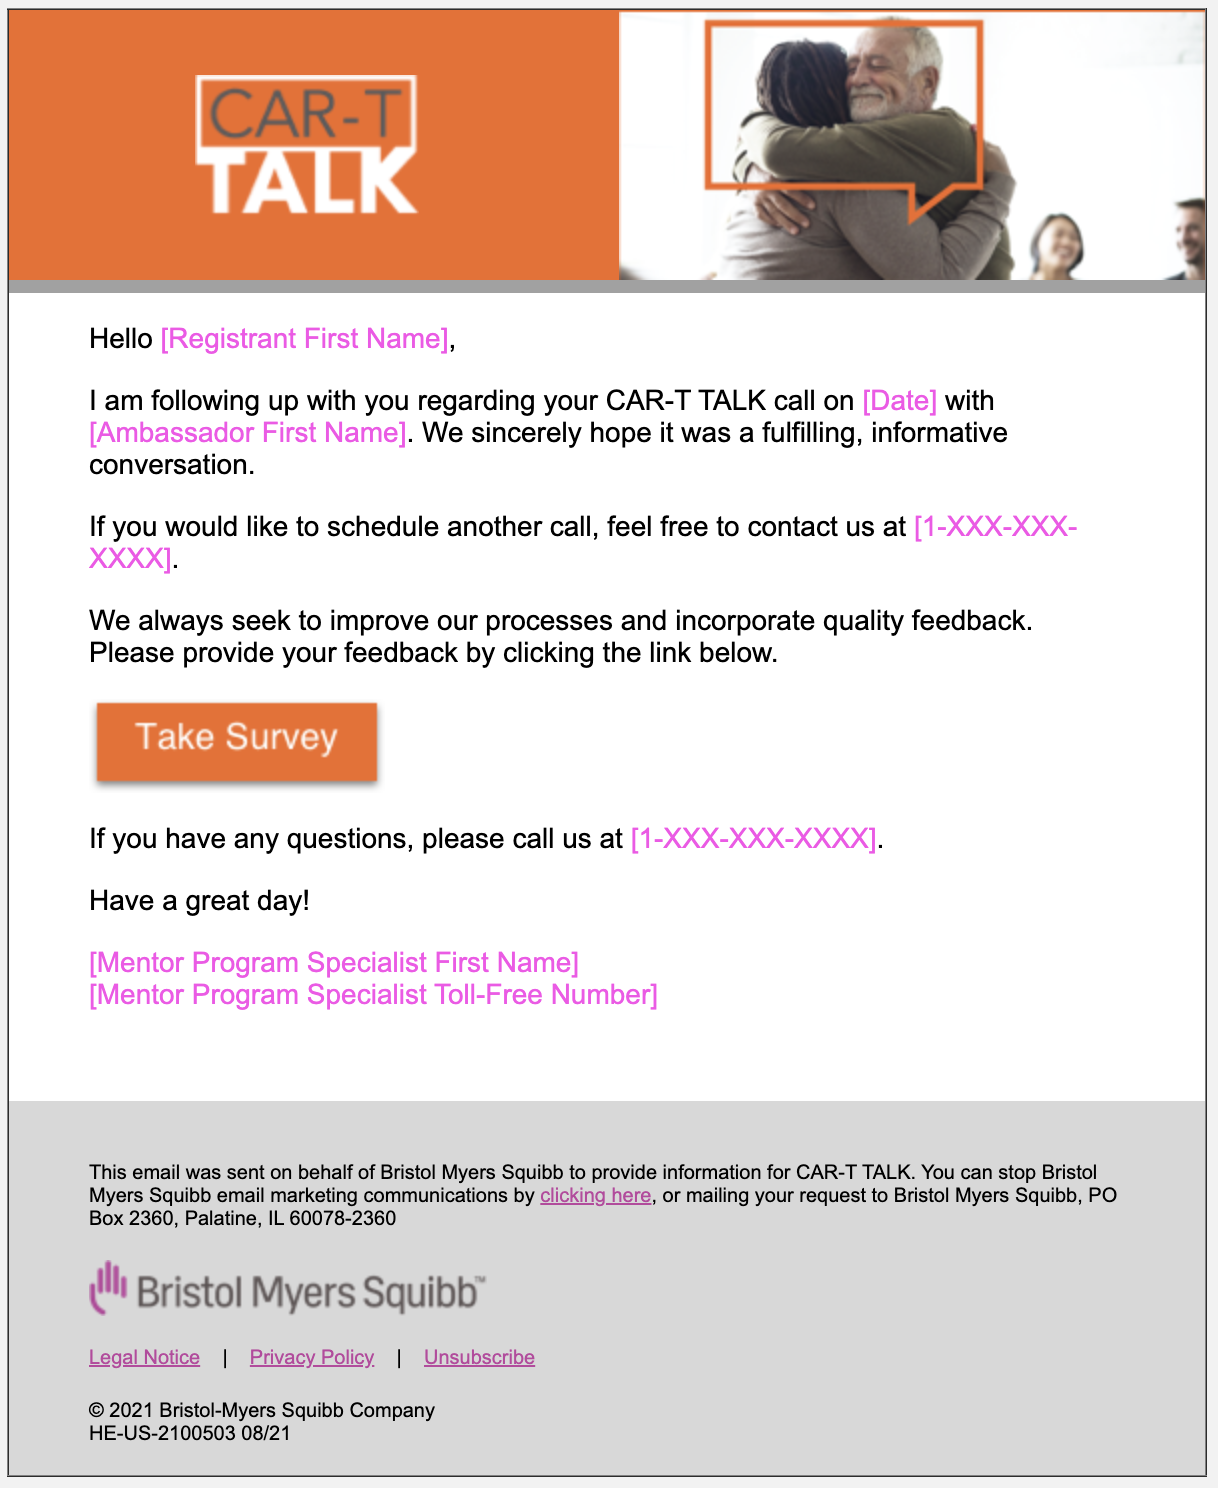 CAR-T
TALK
Hello [Registrant First Name],
I am following up with you regarding your CAR-T TALK call on [Date] with
[Ambassador First Name]. We sincerely hope it was a fulfilling, informative
conversation.
If you would like to schedule another call, feel free to contact us at [1-XXX-XXX-
XXXX].
We always seek to improve our processes and incorporate quality feedback.
Please provide your feedback by clicking the link below.
Take Survey
If you have any questions, please call us at [1-XXX-XXX-XXXX].
Have a great day!
[Mentor Program Specialist First Name]
[Mentor Program Specialist Toll-Free Number]
This email was sent on behalf of Bristol Myers Squibb to provide information for CAR-T TALK. You can stop Bristol
Myers Squibb email marketing communications by clicking here, or mailing your request to Bristol Myers Squibb, PO
Box 2360, Palatine, IL 60078-2360
Bristol Myers Squibb™
Legal Notice | Privacy Policy | Unsubscribe
© 2021 Bristol-Myers Squibb Company
HE-US-2100503 08/21